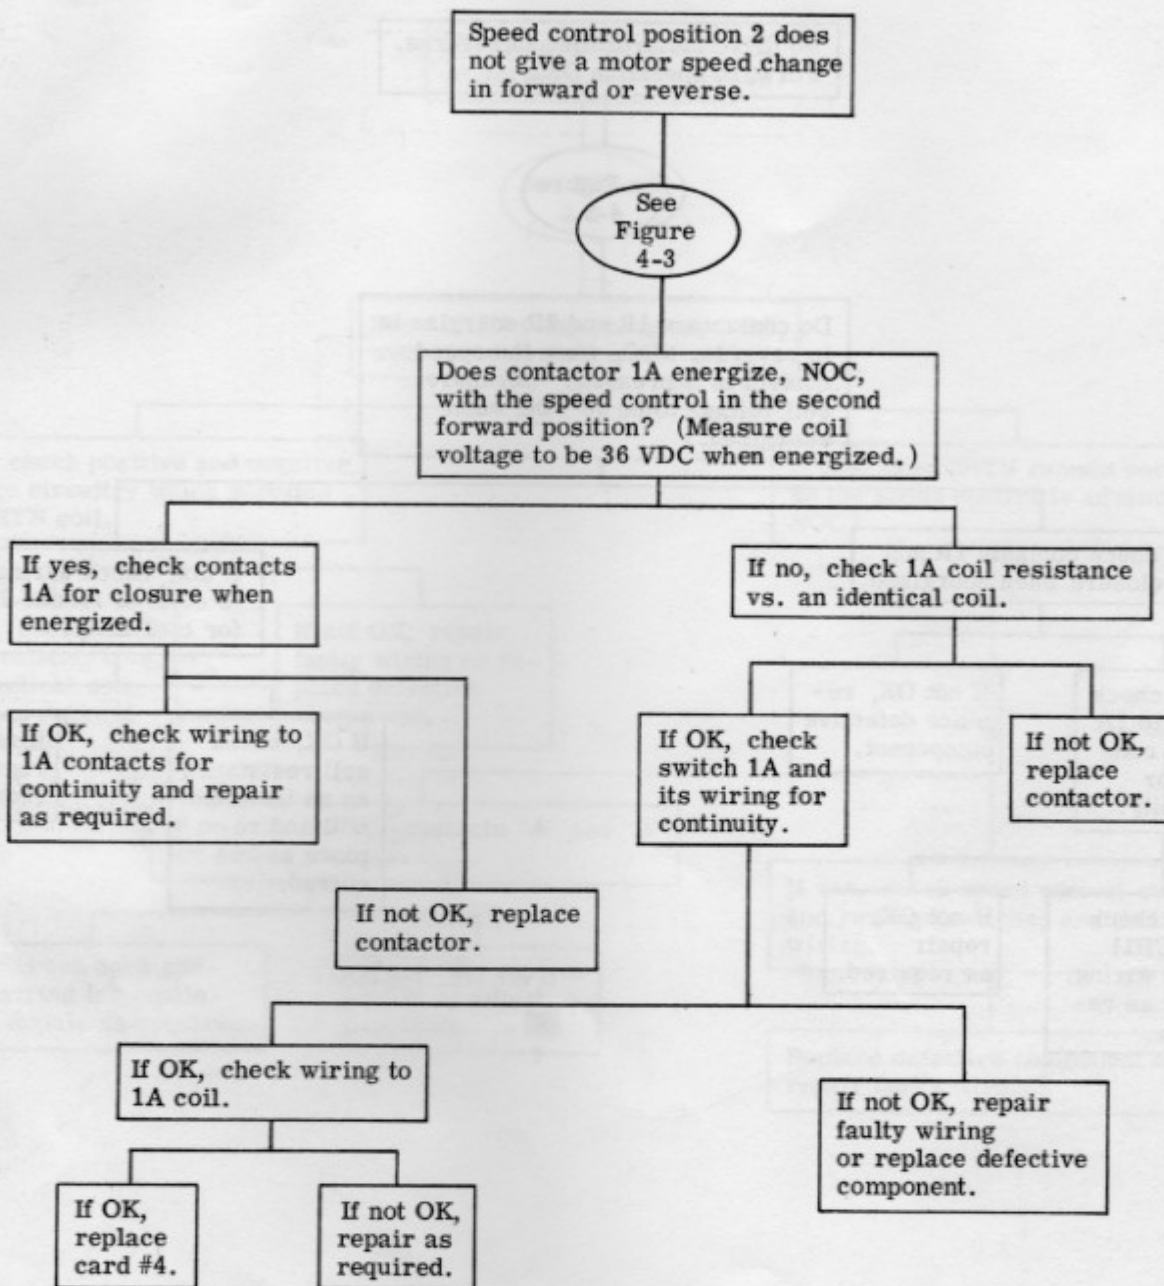 Speed control position 2 does
not give a motor speed change
in forward or reverse.
See
Figure
4-3
Does contactor 1A energize, NOC,
with the speed control in the second
forward position? (Measure coil
voltage to be 36 VDC when energized.)
If yes, check contacts
1A for closure when
energized.
If no, check 1A coil resistance
vs. an identical coil.
If OK, check wiring to
1A contacts for
continuity and repair
as required.
If not OK, replace
contactor.
If OK, check
switch 1A and
its wiring for
continuity.
If not OK,
replace
contactor.
If OK, check wiring to
1A coil.
If not OK, repair
faulty wiring
or replace defective
component.
If OK,
replace
card #4.
If not OK,
repair as
required.